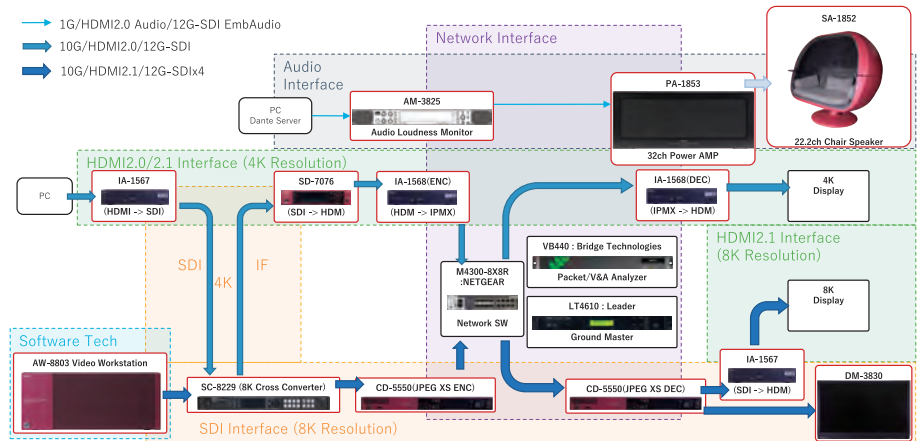 1G/HDMI2.0 Audio/12G-SDI EmbAudio
10G/HDMI2.0/12G-SDI
10G/HDMI2.1/12G-SDIx4
Network Interface
Audio
Interface
SA-1852
22.2ch Chair Speaker
PC
Dante Server
AM-3825
Audio Loudness Monitor
PA-1853
32ch Power AMP
HDMI2.0/2.1 Interface (4K Resolution)
PC
IA-1567
(HDMI -> SDI)
SD-7076
(SDI -> HDM)
IA-1568(ENC)
(HDM -> IPMX)
IA-1568(DEC)
(IPMX -> HDM)
4K
Display
SDI
4K
IF
M4300-8X8R
:NETGEAR
Network SW
VB440 : Bridge Technologies
Packet/V&A Analyzer
LT4610 : Leader
Ground Master
HDMI2.1 Interface
(8K Resolution)
8K
Display
Software Tech
AW-8803 Video Workstation
SC-8229 (8K Cross Converter)
CD-5550(JPEG XS ENC)
CD-5550(JPEG XS DEC)
IA-1567
(SDI -> HDM)
DM-3830
SDI Interface (8K Resolution)